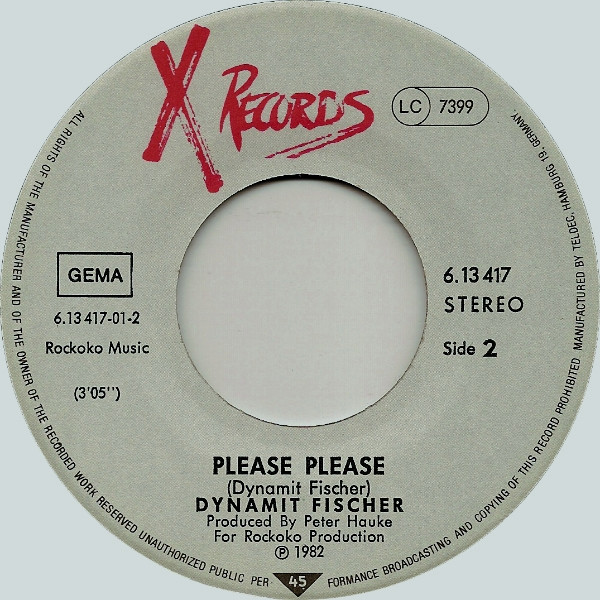 X RECORDS
LC 7399
GEMA
6.13 417-01-2
Rockoko Music
(3'05")
6.13 417
STEREO
Side 2
PLEASE PLEASE
(Dynamit Fischer)
DYNAMIT FISCHER
Produced By Peter Hauke
For Rockoko Production
℗ 1982
45
ALL RIGHTS OF THE MANUFACTURER AND OF THE OWNER OF THE RECORDED WORK RESERVED UNAUTHORIZED PUBLIC PERFORMANCE BROADCASTING AND COPYING OF THIS RECORD PROHIBITED MANUFACTURED BY TELDEC, HAMBURG 19, GERMANY.